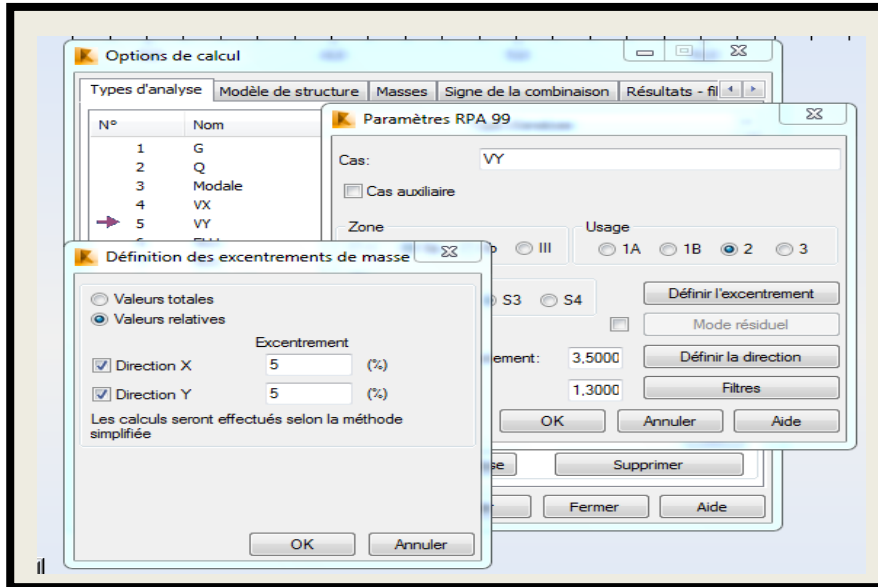 Options de calcul
Types d'analyse Modèle de structure Masses Signe de la combinaison Résultats - fil
N° Nom
1 G
2 Q
3 Modale
4 VX
5 VY
Paramètres RPA 99
Cas: VY
Cas auxiliaire
Zone
III
Usage
1A 1B 2 3
S3 S4
Définir l'excentrement
Mode résiduel
ement: 3,5000 Définir la direction
1,3000 Filtres
OK Annuler Aide
Définition des excentrements de masse
Valeurs totales
Valeurs relatives
Excentrement
Direction X 5 (%)
Direction Y 5 (%)
Les calculs seront effectués selon la méthode
simplifiée
OK Annuler
se Supprimer
Fermer Aide